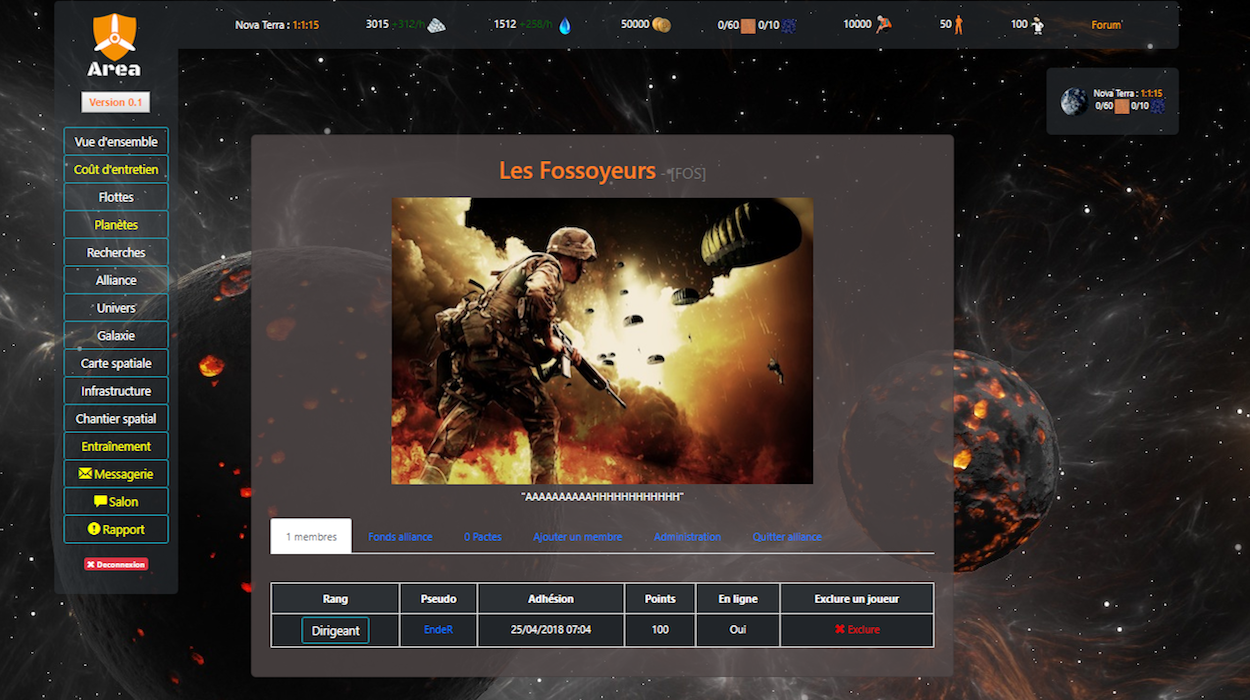 Area
Version 0.1
Nova Terra : 1:1:15 3015 +312/h 1512 +258/h 50000 0/60 0/10 10000 50 100 Forum
Nova Terra : 1:1:15
0/60 0/10
Vue d'ensemble
Coût d'entretien
Flottes
Planètes
Recherches
Alliance
Univers
Galaxie
Carte spatiale
Infrastructure
Chantier spatial
Entraînement
Messagerie
Salon
Rapport
Deconnexion
Les Fossoyeurs - [FOS]
"AAAAAAAAAAHHHHHHHHHHHH"
1 membres Fonds alliance 0 Pactes Ajouter un membre Administration Quitter alliance
Rang Pseudo Adhésion Points En ligne Exclure un joueur
Dirigeant EndeR 25/04/2018 07:04 100 Oui Exclure